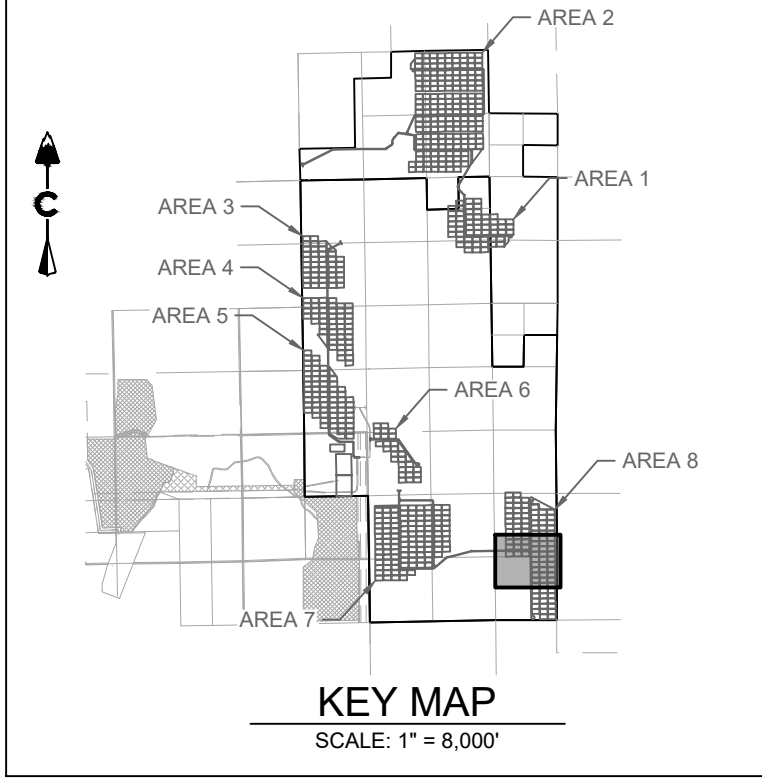 AREA 2
AREA 1
AREA 3
AREA 4
AREA 5
AREA 6
AREA 8
AREA 7
C
KEY MAP
SCALE: 1" = 8,000'